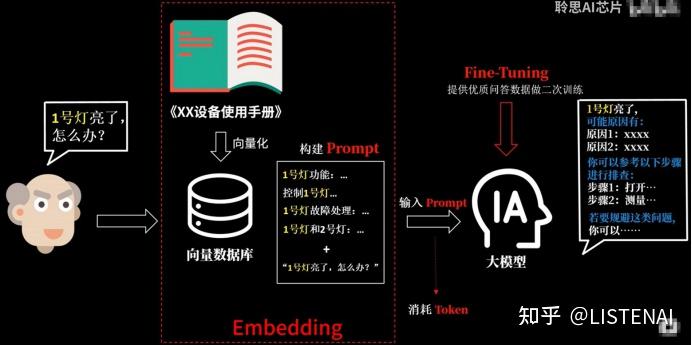 聆思AI芯片
1号灯亮了，
怎么办？
《XX设备使用手册》
向量化
向量数据库
构建 Prompt
1号灯功能：…
控制1号灯…
1号灯故障处理：…
1号灯和2号灯：…
+
“1号灯亮了，怎么办？”
Embedding
输入 Prompt
消耗 Token
Fine-Tuning
提供优质问答数据做二次训练
IA
大模型
1号灯亮了，
可能原因有：
原因1：xxxx
原因2：xxxx
你可以参考以下步骤
进行排查：
步骤1：打开…
步骤2：测量…
若要规避这类问题，
你可以……
知乎 @LISTENAI